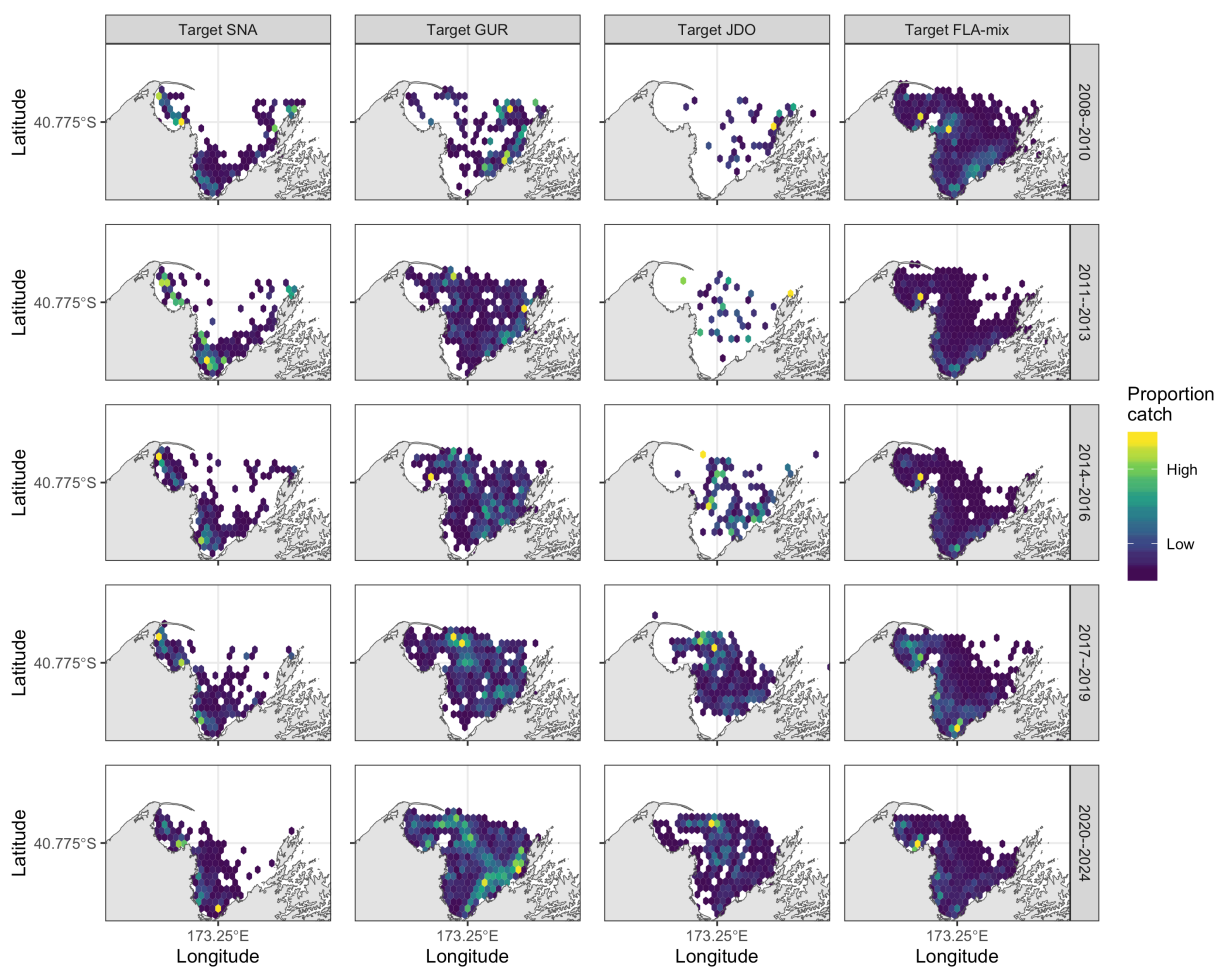 Target SNA
Target GUR
Target JDO
Target FLA-mix
Latitude
40.775°S
2008--2010
Latitude
40.775°S
2011--2013
Latitude
40.775°S
2014--2016
Latitude
40.775°S
2017--2019
Latitude
40.775°S
2020--2024
173.25°E
173.25°E
173.25°E
173.25°E
Longitude
Longitude
Longitude
Longitude
Proportion
catch
High
Low